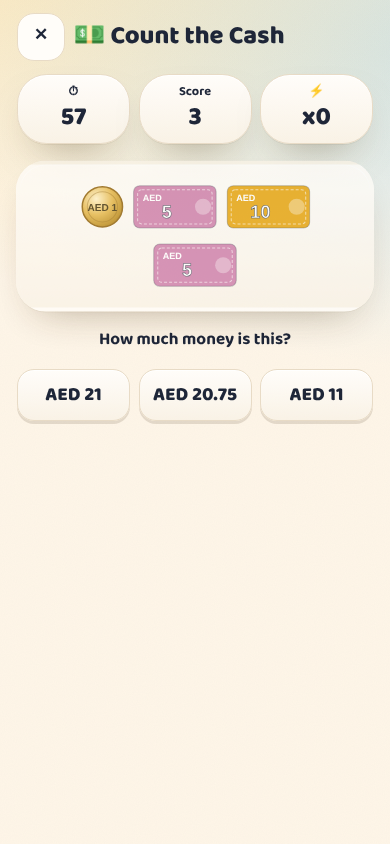 ✕ 💵 Count the Cash
⏱ Score ⚡
57 3 x0
AED 1 AED 5 AED 10
AED 5
How much money is this?
AED 21 AED 20.75 AED 11